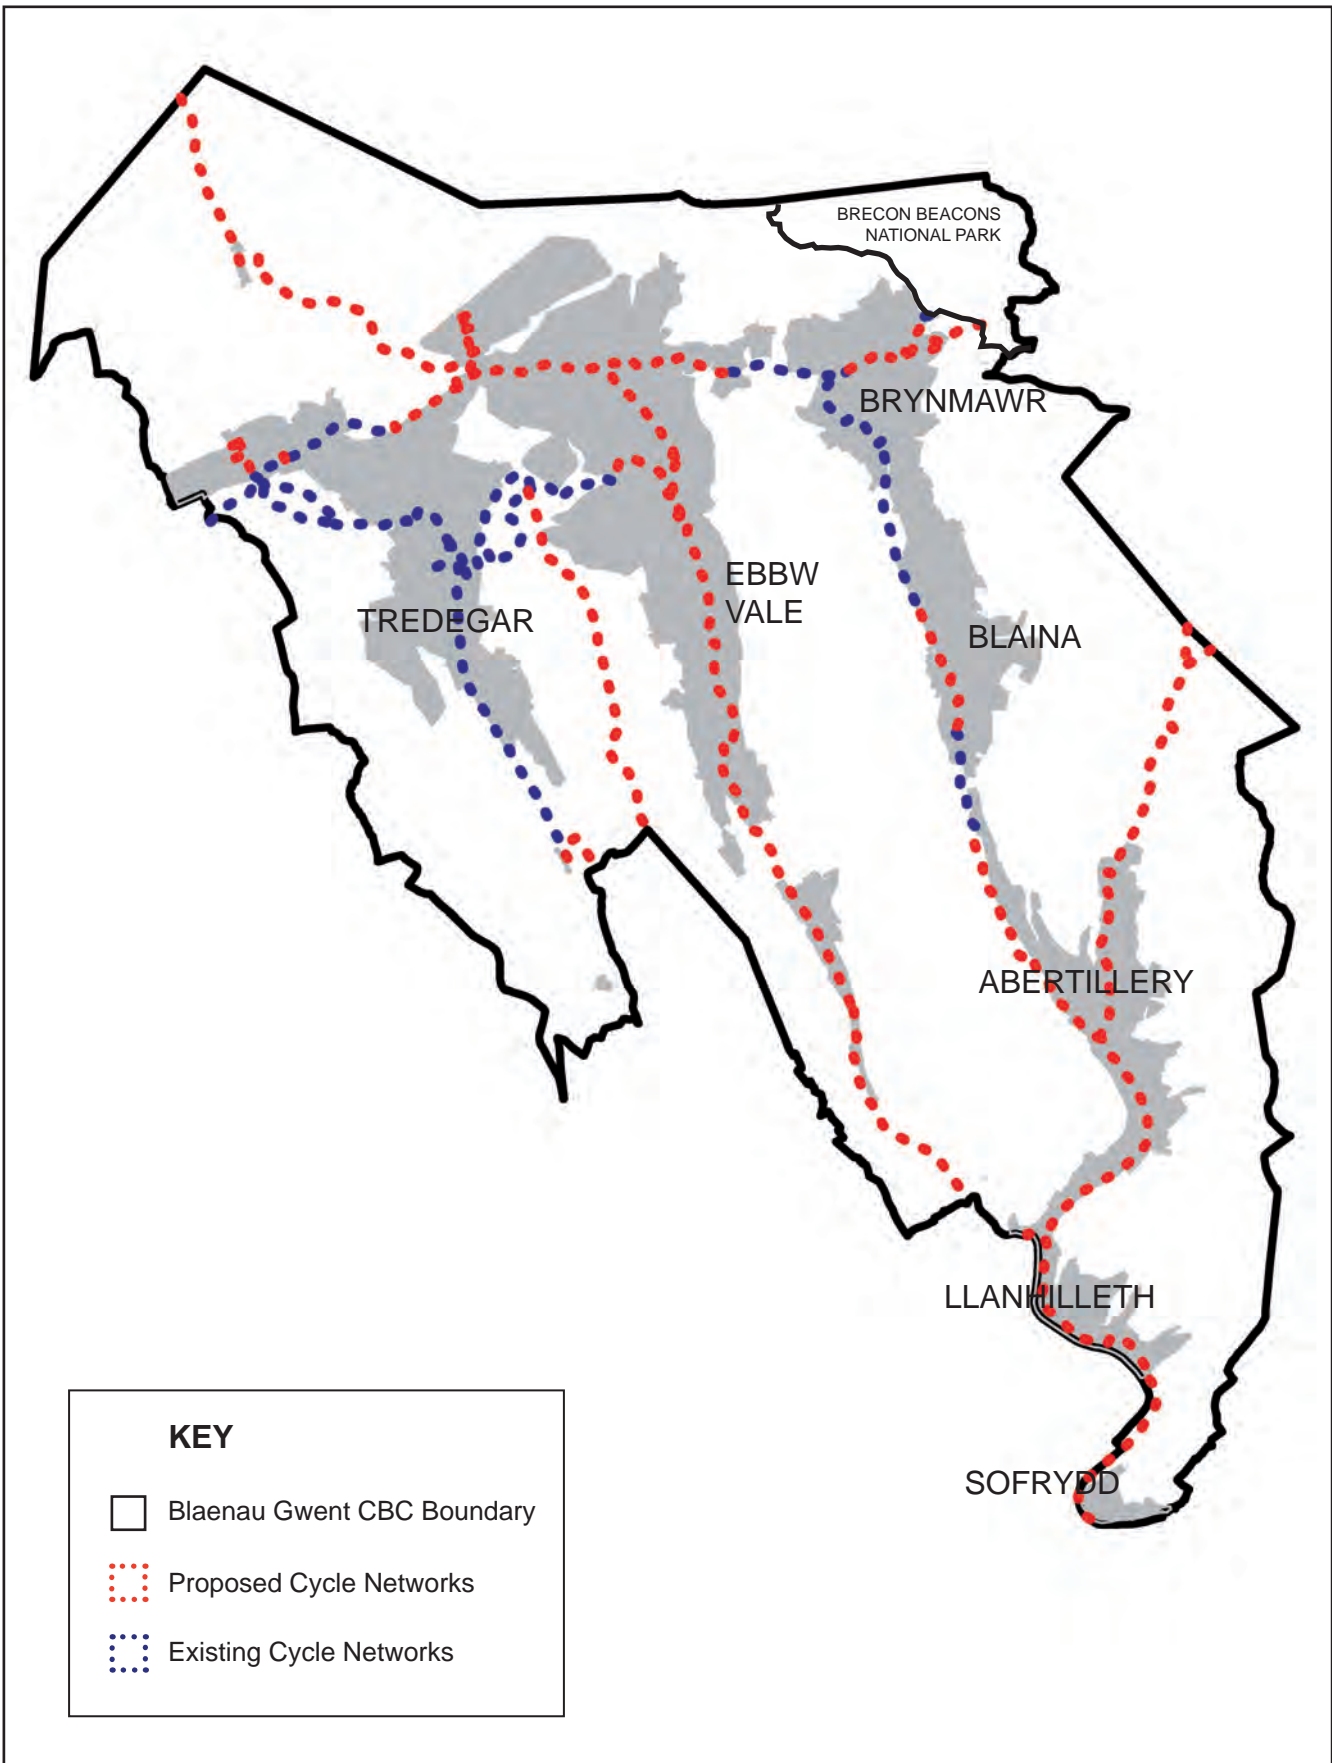 BRECON BEACONS
NATIONAL PARK
BRYNMAWR
EBBW
VALE
TREDEGAR
BLAINA
ABERTILLERY
LLANHILLETH
SOFRYDD
KEY
Blaenau Gwent CBC Boundary
Proposed Cycle Networks
Existing Cycle Networks